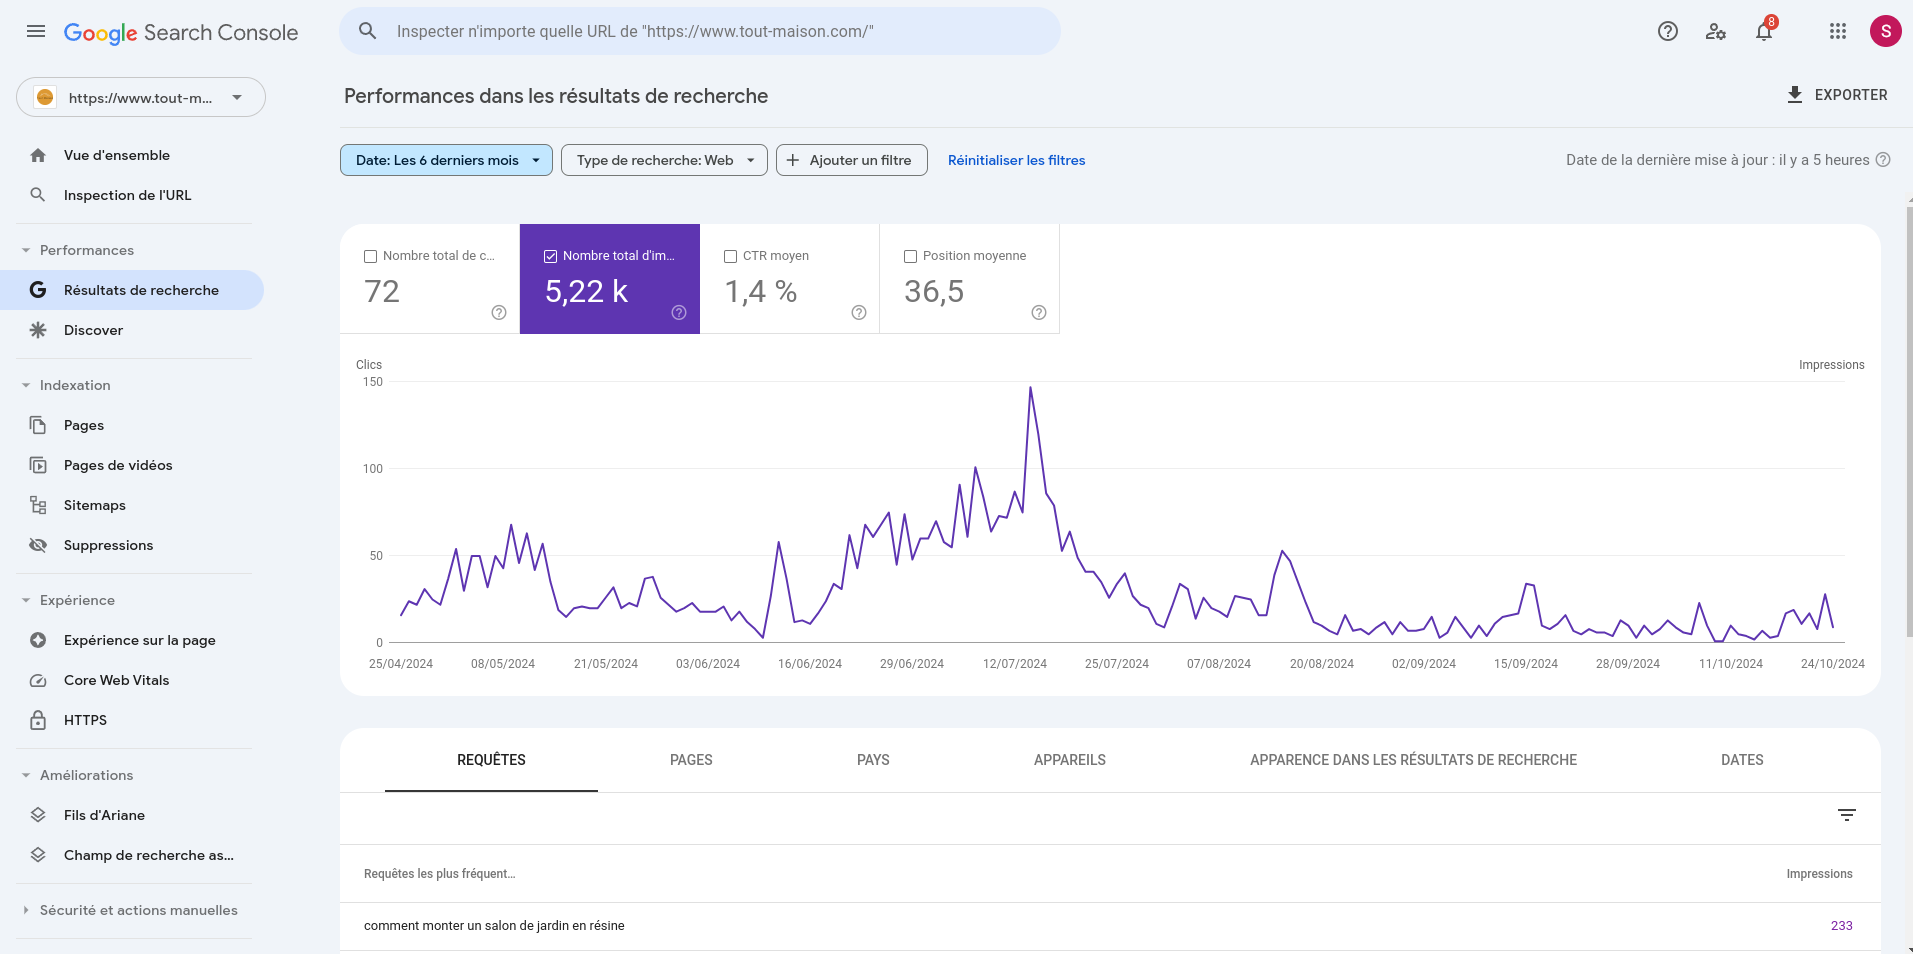 Google Search Console
Inspecter n'importe quelle URL de "https://www.tout-maison.com/"
8
S
https://www.tout-m...
Performances dans les résultats de recherche
EXPORTER
Date: Les 6 derniers mois
Type de recherche: Web
Ajouter un filtre
Réinitialiser les filtres
Date de la dernière mise à jour : il y a 5 heures
Vue d'ensemble
Inspection de l'URL
Performances
Résultats de recherche
Discover
Indexation
Pages
Pages de vidéos
Sitemaps
Suppressions
Expérience
Expérience sur la page
Core Web Vitals
HTTPS
Améliorations
Fils d'Ariane
Champ de recherche as...
Sécurité et actions manuelles
Nombre total de c...
72
Nombre total d'im...
5,22 k
CTR moyen
1,4 %
Position moyenne
36,5
Clics
Impressions
150
100
50
0
25/04/2024 08/05/2024 21/05/2024 03/06/2024 16/06/2024 29/06/2024 12/07/2024 25/07/2024 07/08/2024 20/08/2024 02/09/2024 15/09/2024 28/09/2024 11/10/2024 24/10/2024
REQUÊTES PAGES PAYS APPAREILS APPARENCE DANS LES RÉSULTATS DE RECHERCHE DATES
Requêtes les plus fréquent... Impressions
comment monter un salon de jardin en résine 233